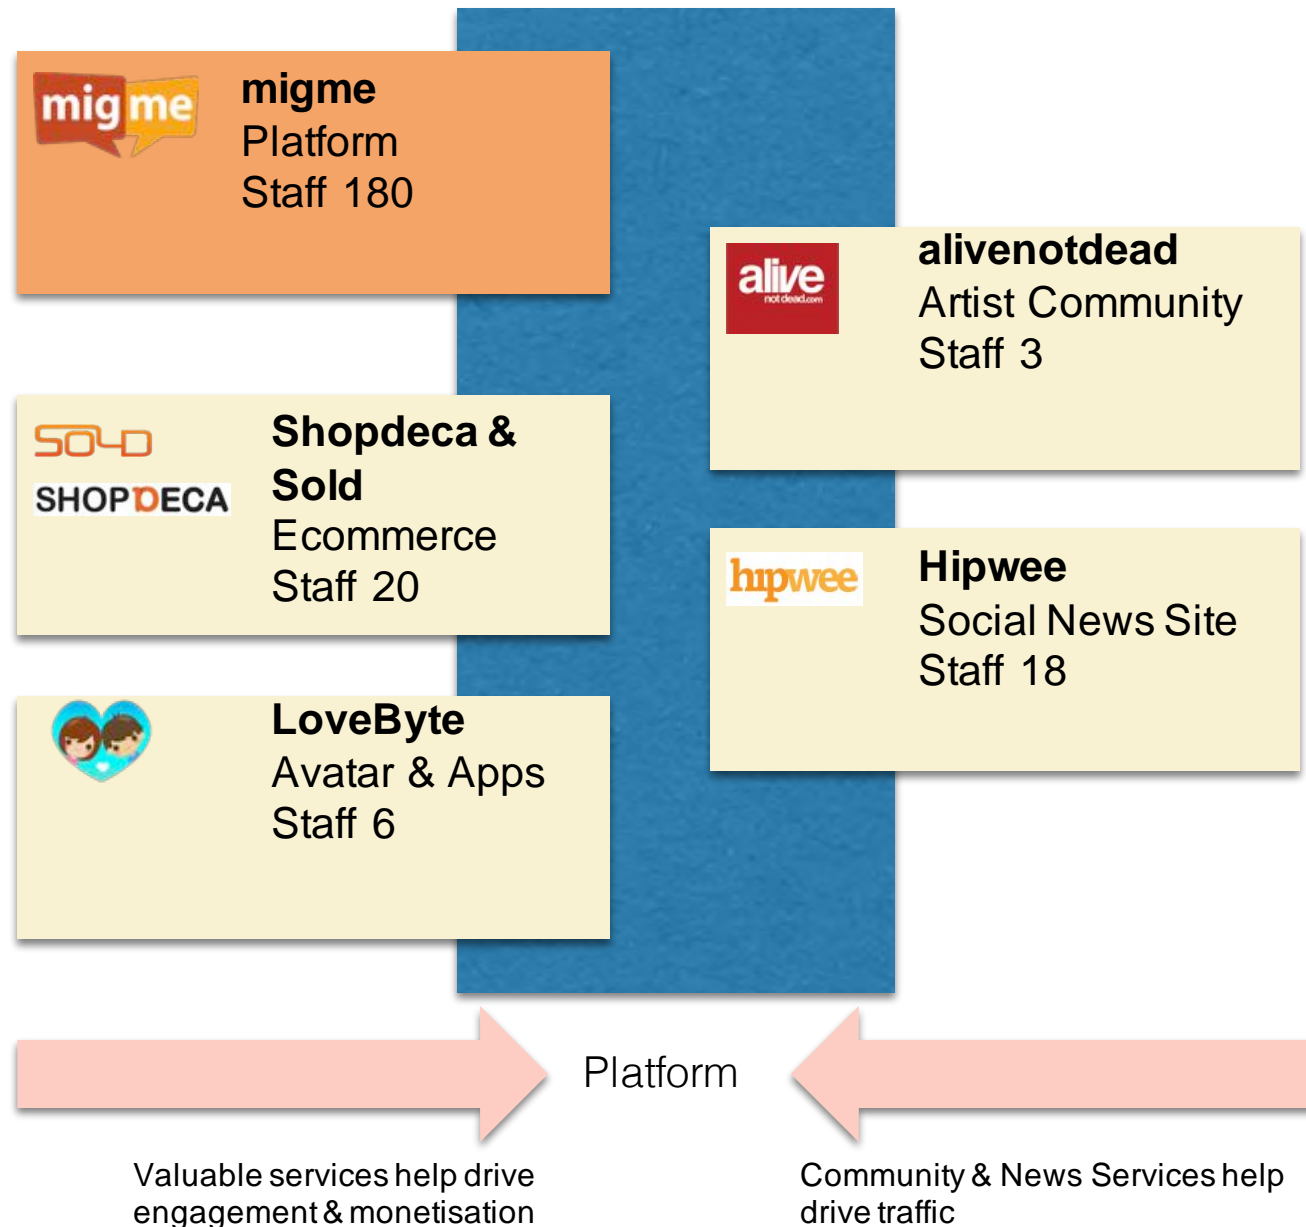 mig me
migme
Platform
Staff 180
alive
not dead.com
alivenotdead
Artist Community
Staff 3
SOLD
SHOPDECA
Shopdeca &
Sold
Ecommerce
Staff 20
hipwee
Hipwee
Social News Site
Staff 18
LoveByte
Avatar & Apps
Staff 6
Platform
Valuable services help drive
engagement & monetisation
Community & News Services help
drive traffic